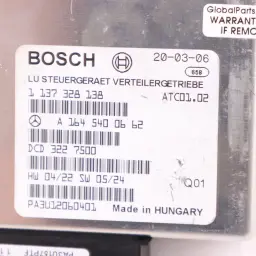 GlobalParts
WARRANT
IF REMO
BOSCH 20-03-06
658
LU STEUERGERAET VERTEILERGETRIEBE
1 137 328 138 ATC01.02
A 164 540 06 62
DCD 322 7500
HW 04/22 SW 05/24 Q01
PA3U12060401 Made in HUNGARY